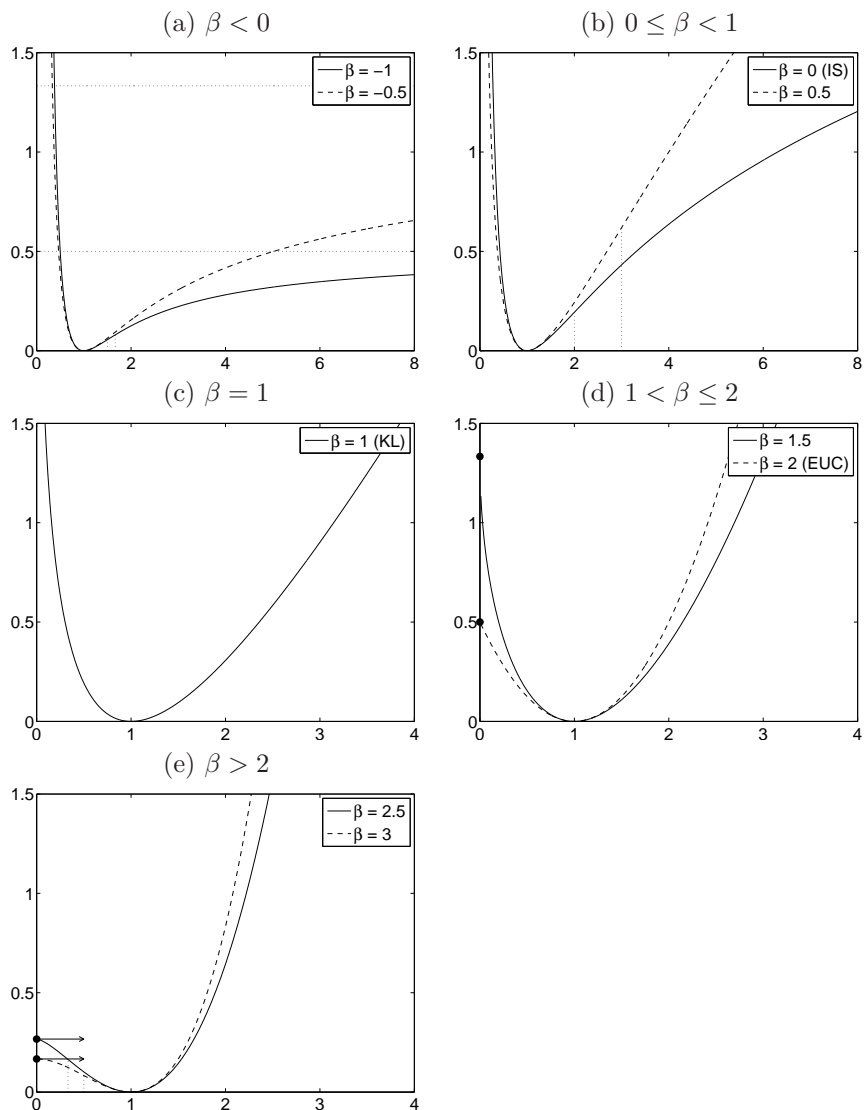 (a) β < 0
1.5
1
0.5
0
0 2 4 6 8
β = −1
β = −0.5
(b) 0 ≤ β < 1
1.5
1
0.5
0
0 2 4 6 8
β = 0 (IS)
β = 0.5
(c) β = 1
1.5
1
0.5
0
0 1 2 3 4
β = 1 (KL)
(d) 1 < β ≤ 2
1.5
1
0.5
0
0 1 2 3 4
β = 1.5
β = 2 (EUC)
(e) β > 2
1.5
1
0.5
0
0 1 2 3 4
β = 2.5
β = 3